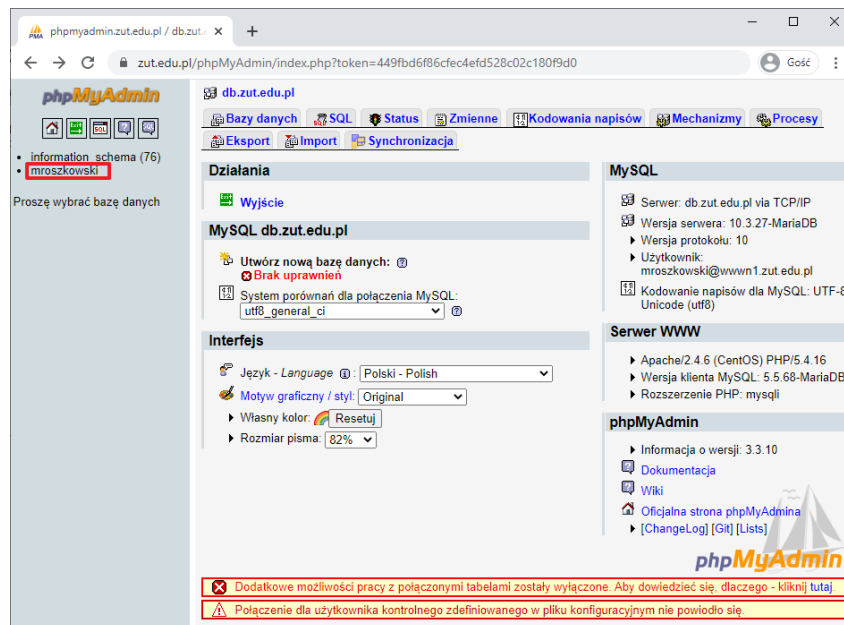 phpmyadmin.zut.edu.pl / db.zut.
zut.edu.pl/phpMyAdmin/index.php?token=449fbd6f86cfec4efd528c02c180f9d0
Gość
phpMyAdmin
information_schema (76)
mroszkowski
Proszę wybrać bazę danych
db.zut.edu.pl
Bazy danych SQL Status Zmienne Kodowania napisów Mechanizmy Procesy
Eksport Import Synchronizacja
Działania
Wyjście
MySQL db.zut.edu.pl
Utwórz nową bazę danych:
Brak uprawnień
System porównań dla połączenia MySQL:
utf8_general_ci
Interfejs
Język - Language : Polski - Polish
Motyw graficzny / styl: Original
Własny kolor: Resetuj
Rozmiar pisma: 82%
MySQL
Serwer: db.zut.edu.pl via TCP/IP
Wersja serwera: 10.3.27-MariaDB
Wersja protokołu: 10
Użytkownik:
mroszkowski@wwwn1.zut.edu.pl
Kodowanie napisów dla MySQL: UTF-8
Unicode (utf8)
Serwer WWW
Apache/2.4.6 (CentOS) PHP/5.4.16
Wersja klienta MySQL: 5.5.68-MariaDB
Rozszerzenie PHP: mysqli
phpMyAdmin
Informacja o wersji: 3.3.10
Dokumentacja
Wiki
Oficjalna strona phpMyAdmina
[ChangeLog] [Git] [Lists]
phpMyAdmin
Dodatkowe możliwości pracy z połączonymi tabelami zostały wyłączone. Aby dowiedzieć się, dlaczego - kliknij tutaj.
Połączenie dla użytkownika kontrolnego zdefiniowanego w pliku konfiguracyjnym nie powiodło się.